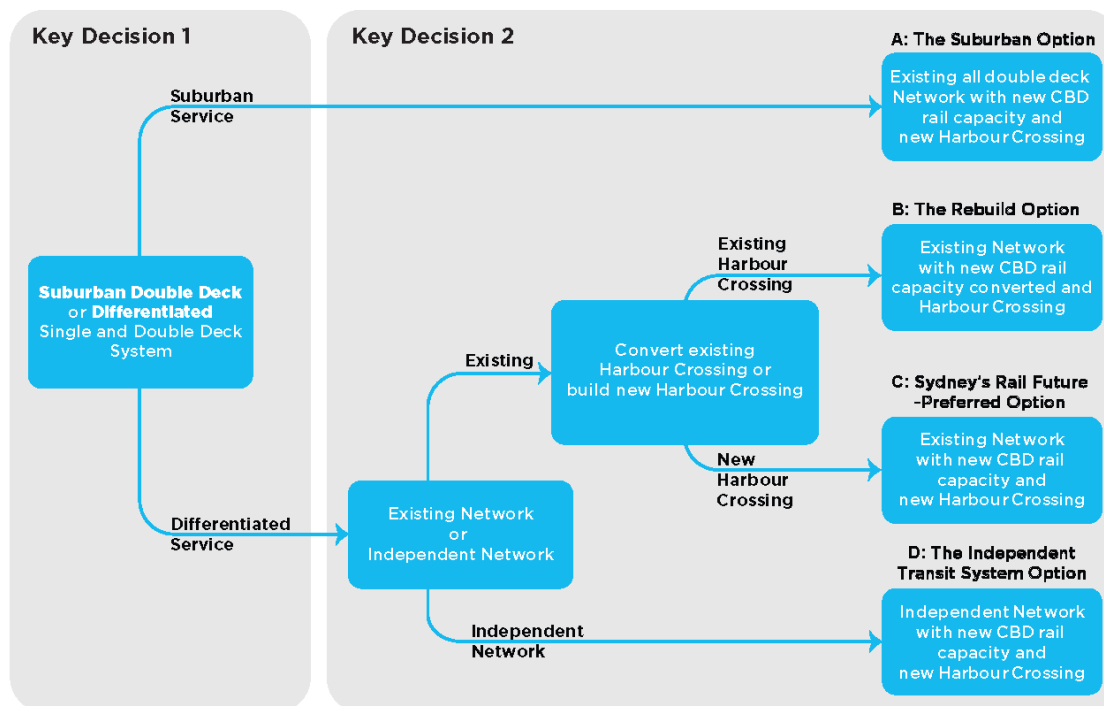 Key Decision 1
Key Decision 2
A: The Suburban Option
Suburban
Service
Existing all double deck
Network with new CBD
rail capacity and
new Harbour Crossing
B: The Rebuild Option
Existing
Harbour
Crossing
Existing Network
with new CBD rail
capacity converted and
Harbour Crossing
Suburban Double Deck
or Differentiated
Single and Double Deck
System
Existing
Convert existing
Harbour Crossing or
build new Harbour Crossing
C: Sydney's Rail Future
-Preferred Option
New
Harbour
Crossing
Existing Network
with new CBD rail
capacity and
new Harbour Crossing
Differentiated
Service
Existing Network
or
Independent Network
D: The Independent
Transit System Option
Independent
Network
Independent Network
with new CBD rail
capacity and
new Harbour Crossing